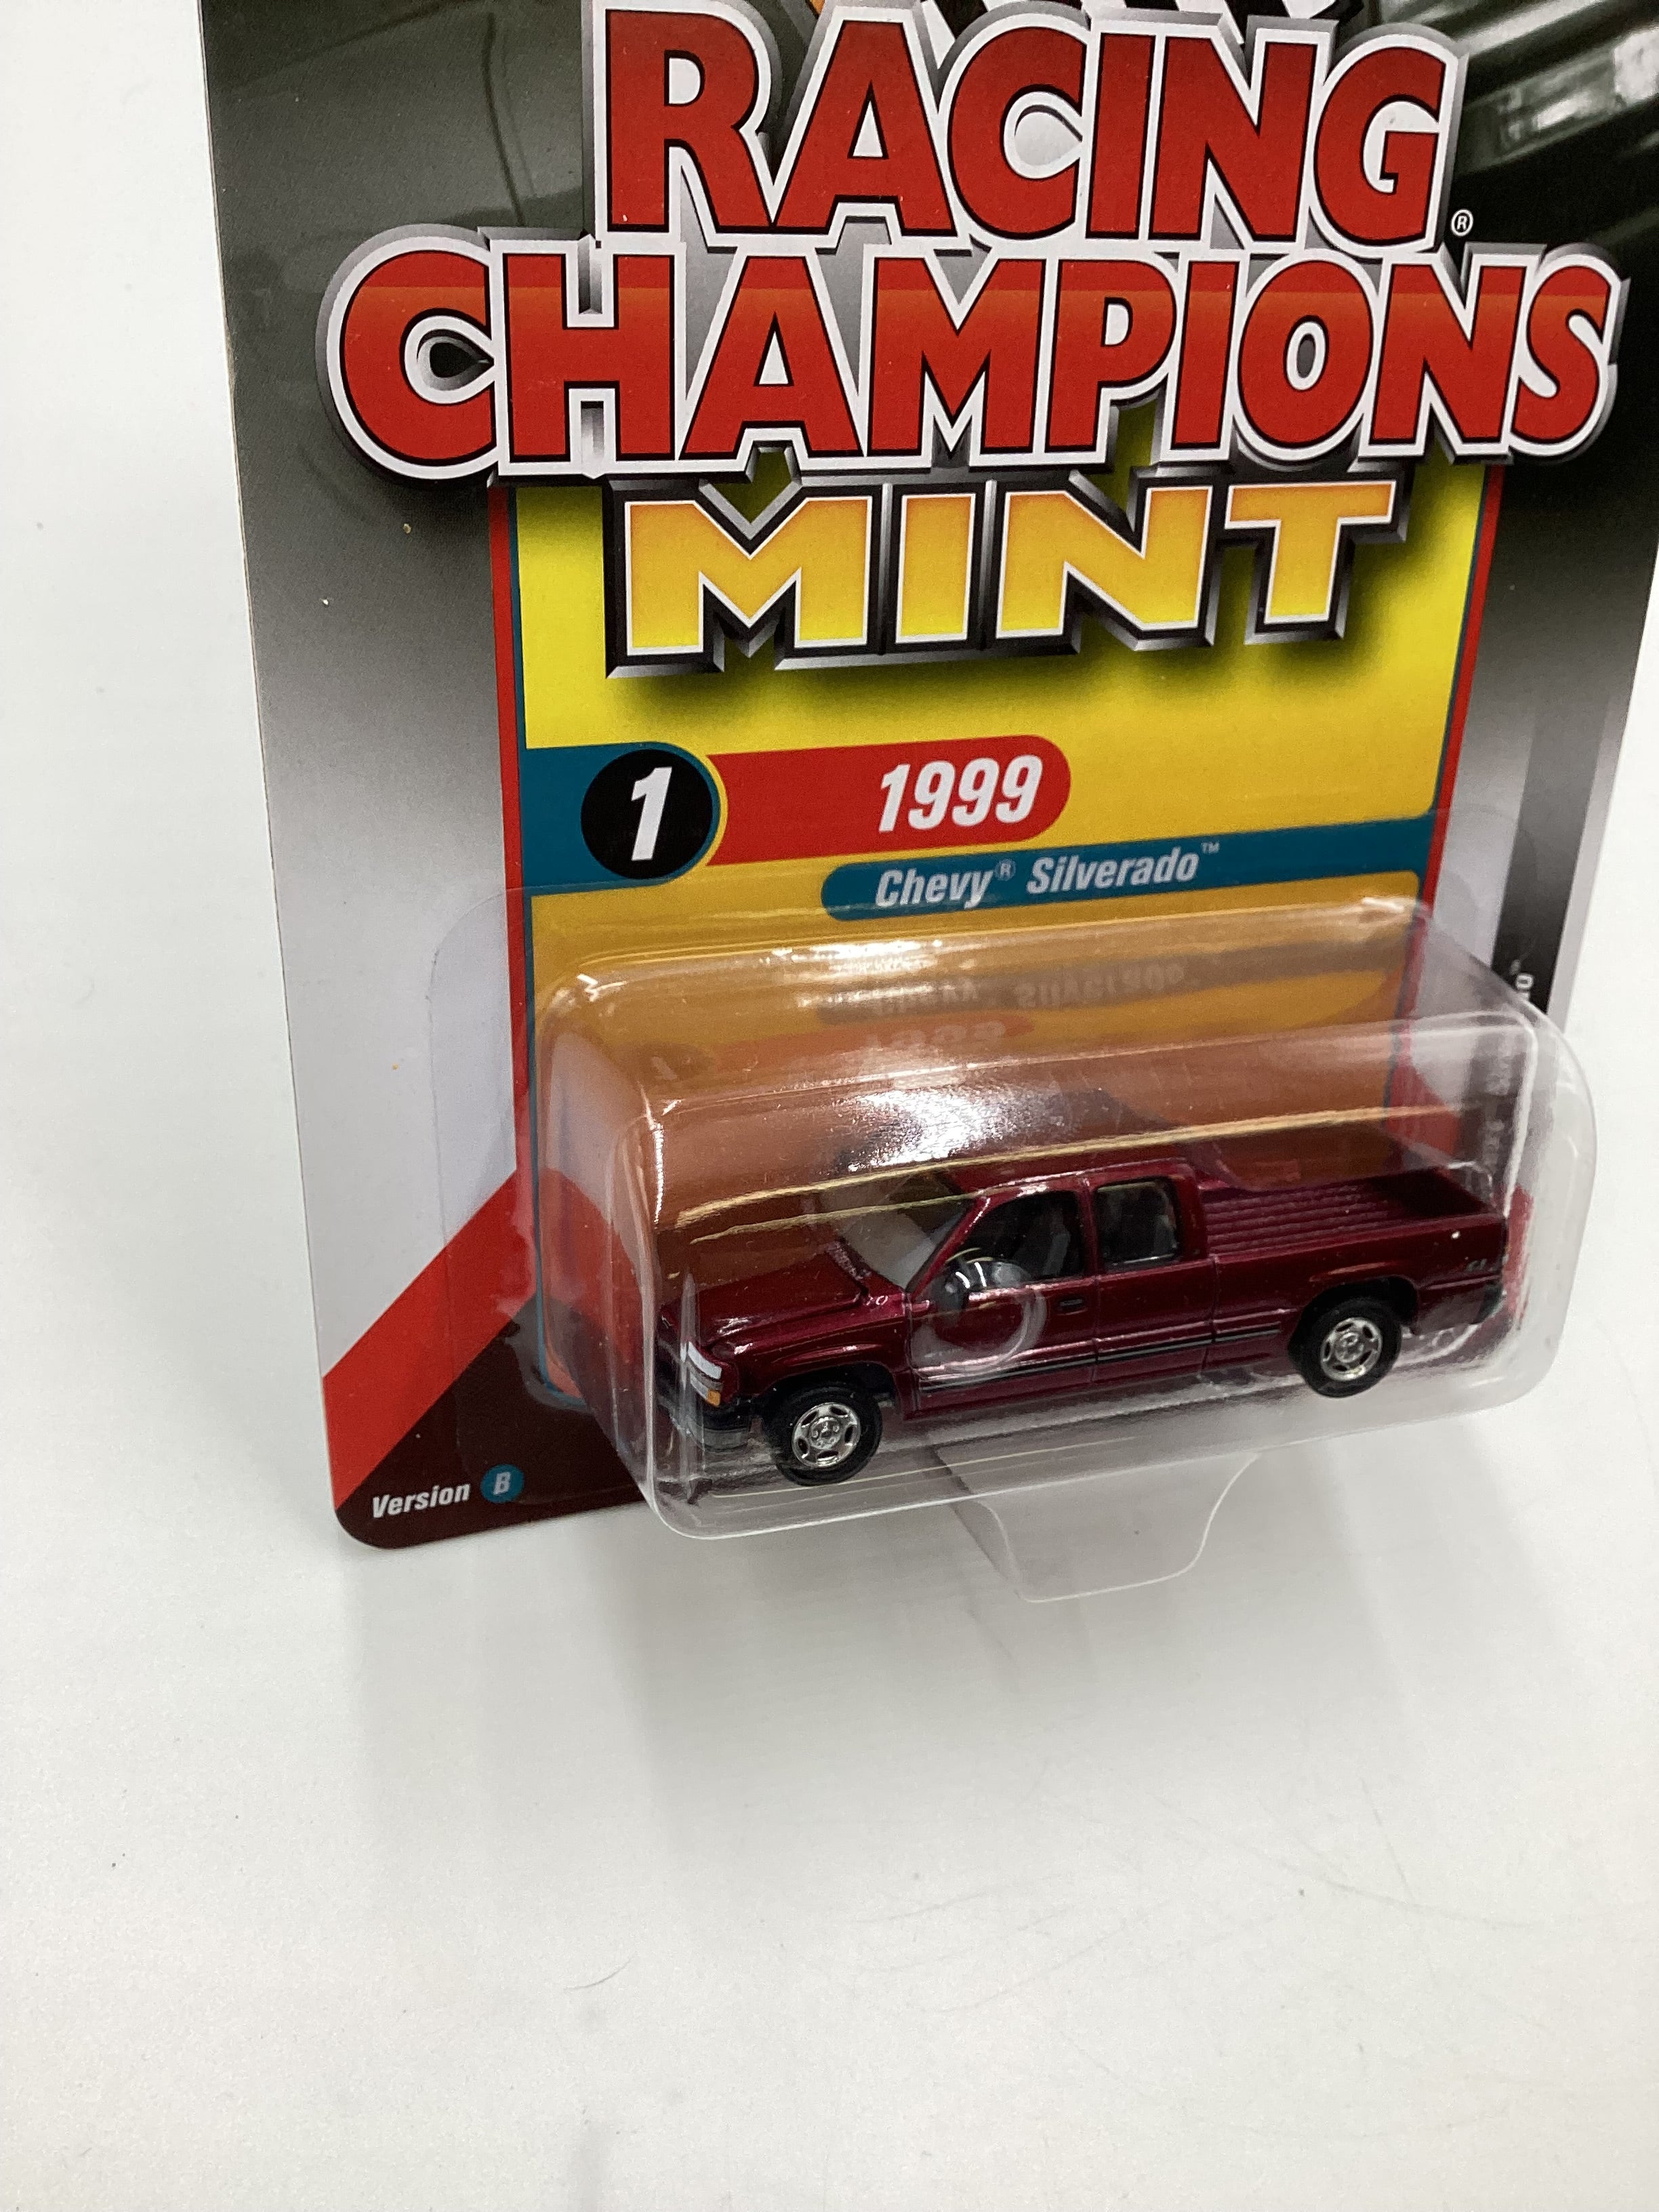 RACING®
CHAMPIONS
MINT
1
1999
Chevy® Silverado™
Version B